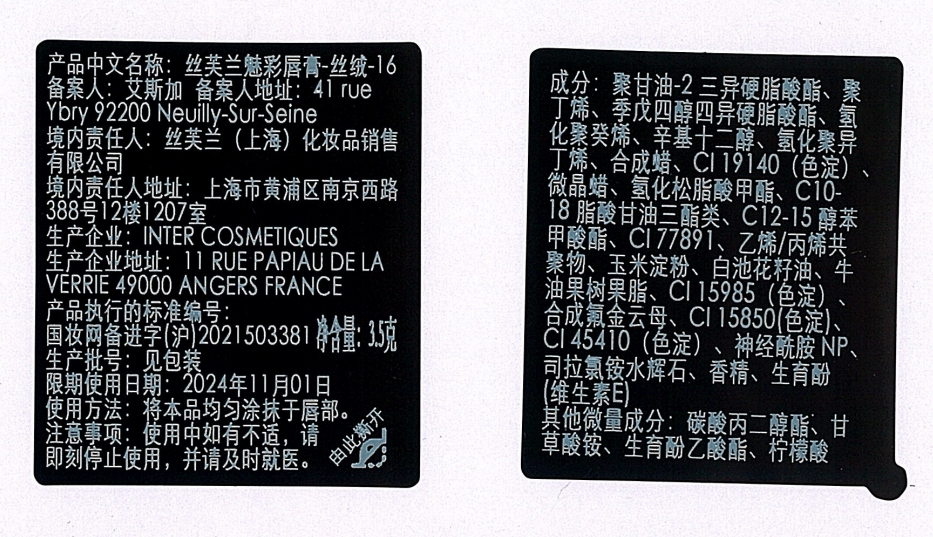 产品中文名称：丝芙兰魅彩唇膏-丝绒-16
备案人：艾斯加 备案人地址：41 rue
Ybry 92200 Neuilly-Sur-Seine
境内责任人：丝芙兰（上海）化妆品销售
有限公司
境内责任人地址：上海市黄浦区南京西路
388号12楼1207室
生产企业：INTER COSMETIQUES
生产企业地址：11 RUE PAPIAU DE LA
VERRIE 49000 ANGERS FRANCE
产品执行的标准编号：
国妆网备进字(沪)2021503381 净含量：3.5克
生产批号：见包装
限期使用日期：2024年11月01日
使用方法：将本品均匀涂抹于唇部。
注意事项：使用中如有不适，请
即刻停止使用，并请及时就医。
由此撕开
成分：聚甘油-2 三异硬脂酸酯、聚
丁烯、季戊四醇四异硬脂酸酯、氢
化聚癸烯、辛基十二醇、氢化聚异
丁烯、合成蜡、CI 19140（色淀）、
微晶蜡、氢化松脂酸甲酯、C10-
18 脂酸甘油三酯类、C12-15 醇苯
甲酸酯、CI 77891、乙烯/丙烯共
聚物、玉米淀粉、白池花籽油、牛
油果树果脂、CI 15985（色淀）、
合成氟金云母、CI 15850(色淀)、
CI 45410（色淀）、神经酰胺 NP、
司拉氯铵水辉石、香精、生育酚
(维生素E)
其他微量成分：碳酸丙二醇酯、甘
草酸铵、生育酚乙酸酯、柠檬酸